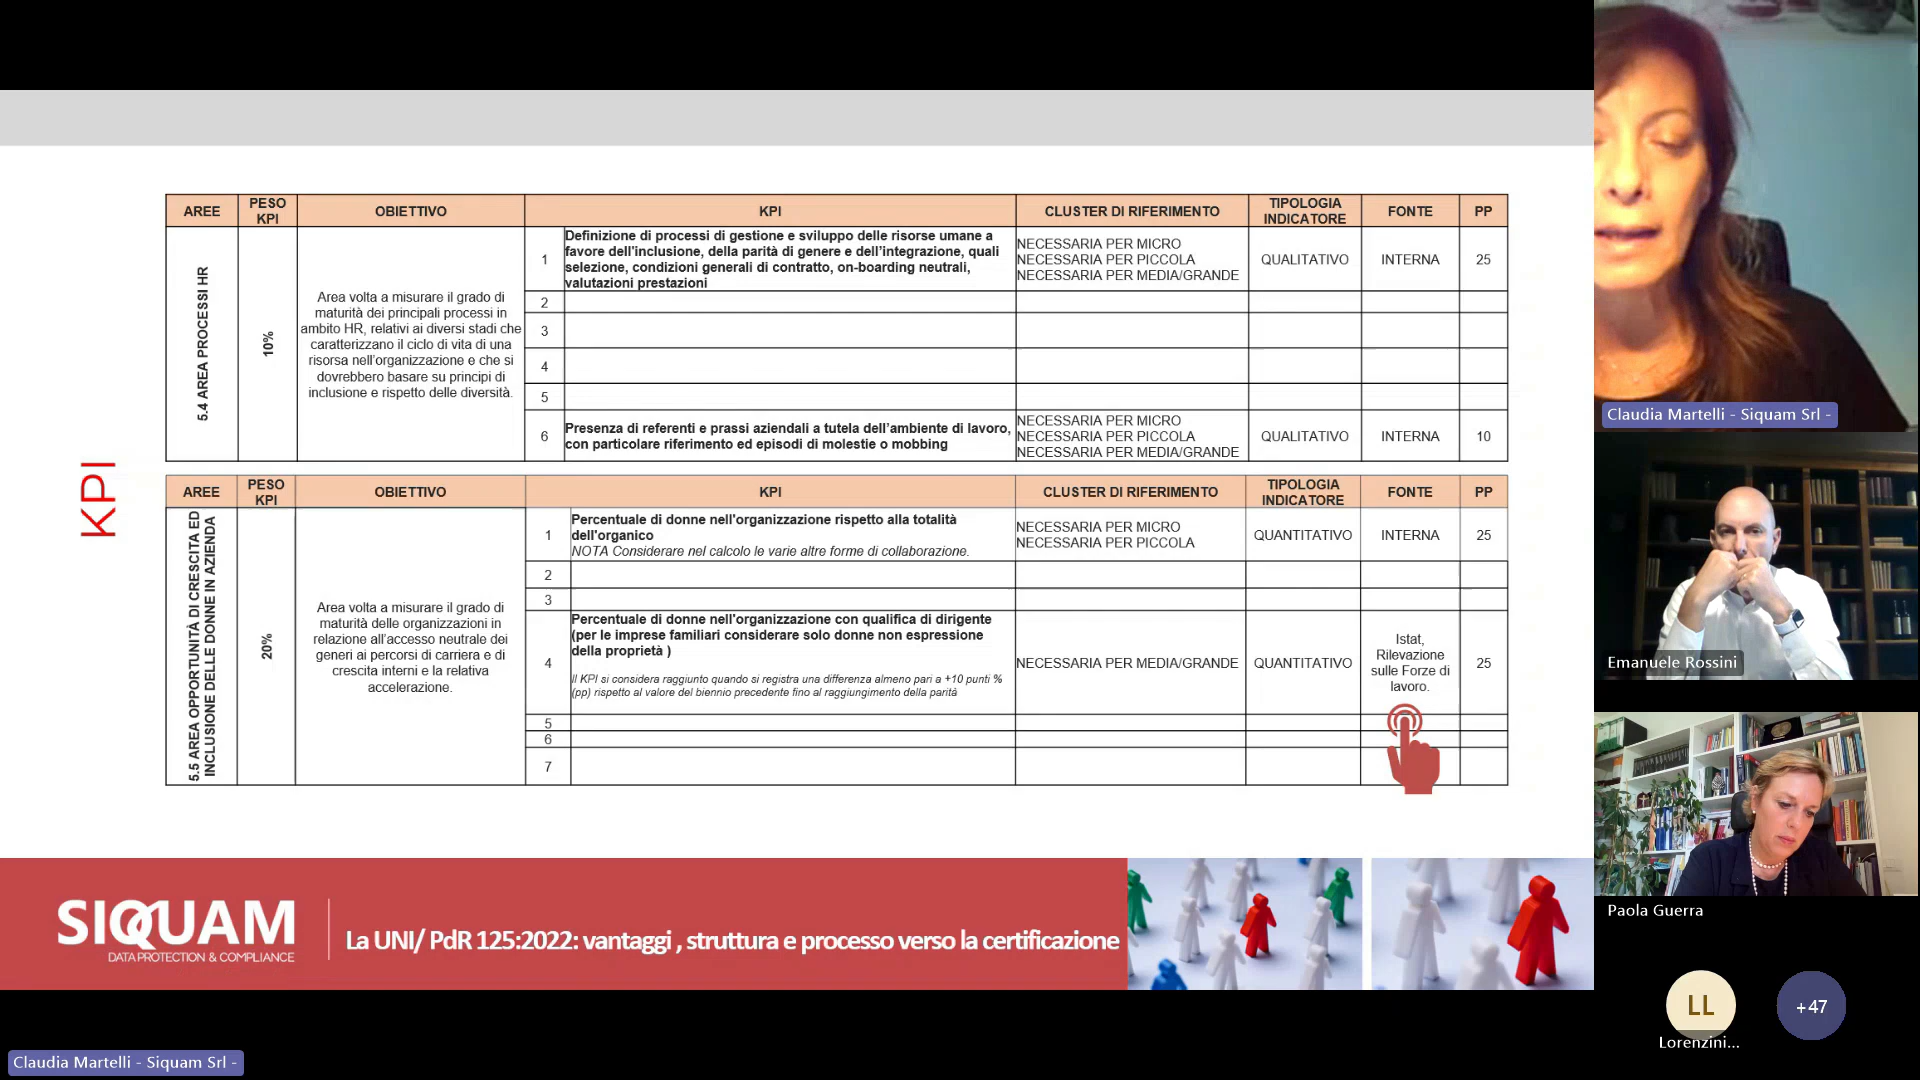 AREE
PESO
KPI
OBIETTIVO
KPI
CLUSTER DI RIFERIMENTO
TIPOLOGIA
INDICATORE
FONTE
PP
5.4 AREA PROCESSI HR
10%
Area volta a misurare il grado di
maturità dei principali processi in
ambito HR, relativi ai diversi stadi che
caratterizzano il ciclo di vita di una
risorsa nell'organizzazione e che si
dovrebbero basare su principi di
inclusione e rispetto delle diversità.
1
Definizione di processi di gestione e sviluppo delle risorse umane a
favore dell'inclusione, della parità di genere e dell'integrazione, quali
selezione, condizioni generali di contratto, on-boarding neutrali,
valutazioni prestazioni
NECESSARIA PER MICRO
NECESSARIA PER PICCOLA
NECESSARIA PER MEDIA/GRANDE
QUALITATIVO
INTERNA
25
2
3
4
5
6
Presenza di referenti e prassi aziendali a tutela dell'ambiente di lavoro,
con particolare riferimento ed episodi di molestie o mobbing
NECESSARIA PER MICRO
NECESSARIA PER PICCOLA
NECESSARIA PER MEDIA/GRANDE
QUALITATIVO
INTERNA
10
KPI
AREE
PESO
KPI
OBIETTIVO
KPI
CLUSTER DI RIFERIMENTO
TIPOLOGIA
INDICATORE
FONTE
PP
5.5 AREA OPPORTUNITÀ DI CRESCITA ED
INCLUSIONE DELLE DONNE IN AZIENDA
20%
Area volta a misurare il grado di
maturità delle organizzazioni in
relazione all'accesso neutrale dei
generi ai percorsi di carriera e di
crescita interni e la relativa
accelerazione.
1
Percentuale di donne nell'organizzazione rispetto alla totalità
dell'organico
NOTA Considerare nel calcolo le varie altre forme di collaborazione.
NECESSARIA PER MICRO
NECESSARIA PER PICCOLA
QUANTITATIVO
INTERNA
25
2
3
4
Percentuale di donne nell'organizzazione con qualifica di dirigente
(per le imprese familiari considerare solo donne non espressione
della proprietà )
Il KPI si considera raggiunto quando si registra una differenza almeno pari a +10 punti %
(pp) rispetto al valore del biennio precedente fino al raggiungimento della parità
NECESSARIA PER MEDIA/GRANDE
QUANTITATIVO
Istat,
Rilevazione
sulle Forze di
lavoro.
25
5
6
7
SIQUAM
DATA PROTECTION & COMPLIANCE
La UNI/ PdR 125:2022: vantaggi , struttura e processo verso la certificazione
Claudia Martelli - Siquam Srl -
Emanuele Rossini
Paola Guerra
LL
Lorenzini...
+47
Claudia Martelli - Siquam Srl -